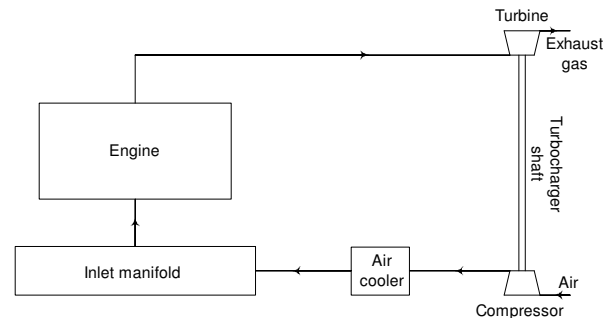 Turbine
Exhaust
gas
Engine
Turbocharger
shaft
Inlet manifold
Air
cooler
Air
Compressor